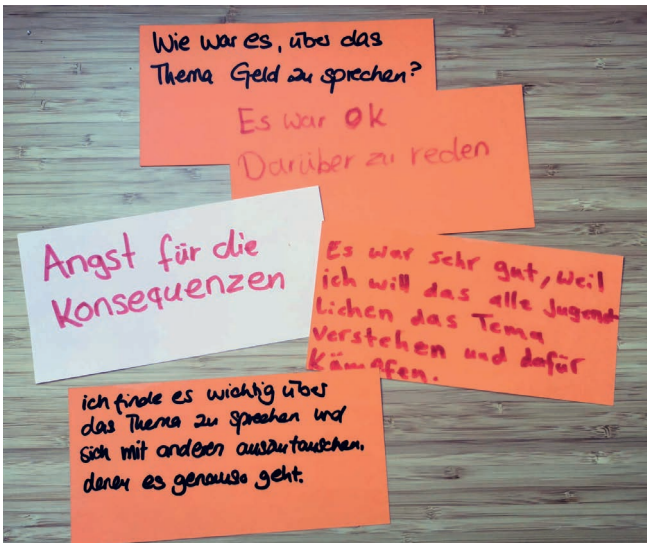 Wie war es, über das
Thema Geld zu sprechen?
Es war ok
Darüber zu reden
Angst für die
Konsequenzen
Es war sehr gut, weil
ich will das alle Jugend-
lichen das Tema
verstehen und dafür
Kämpfen.
ich finde es wichtig über
das Thema zu sprechen und
sich mit anderen auszutauschen,
denen es genauso geht.